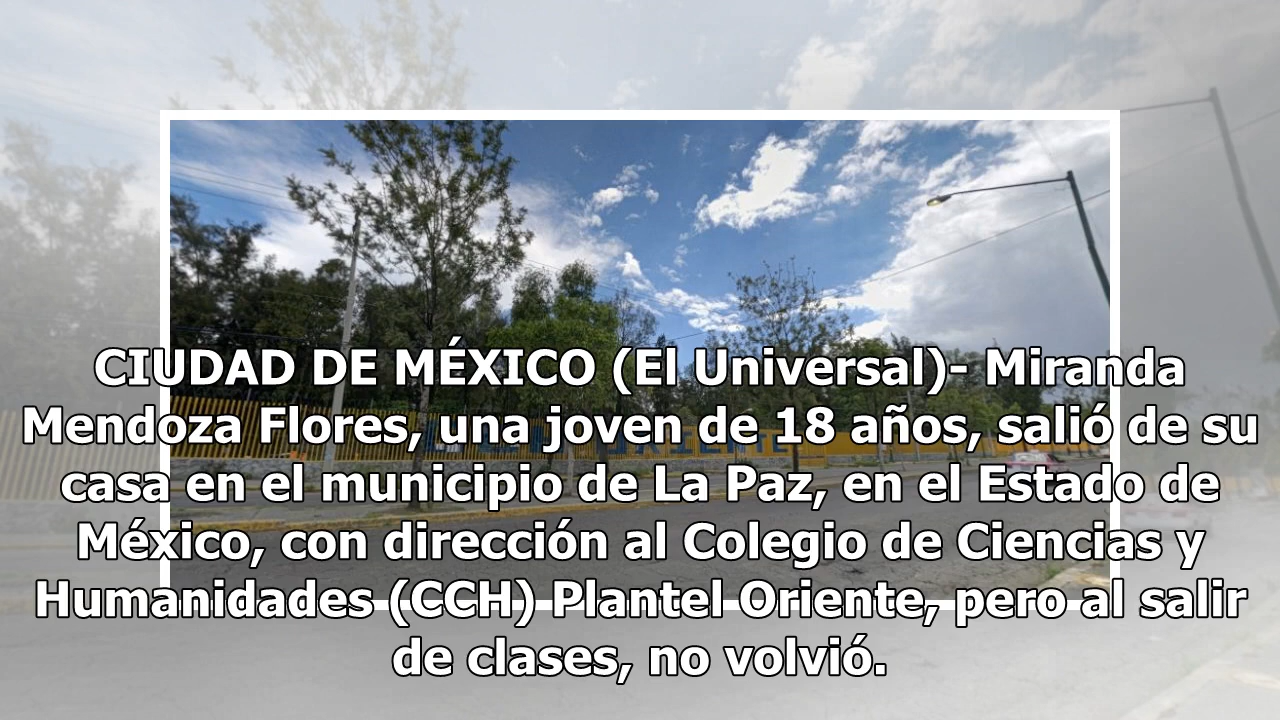 CIUDAD DE MÉXICO (El Universal)- Miranda
Mendoza Flores, una joven de 18 años, salió de su
casa en el municipio de La Paz, en el Estado de
México, con dirección al Colegio de Ciencias y
Humanidades (CCH) Plantel Oriente, pero al salir
de clases, no volvió.